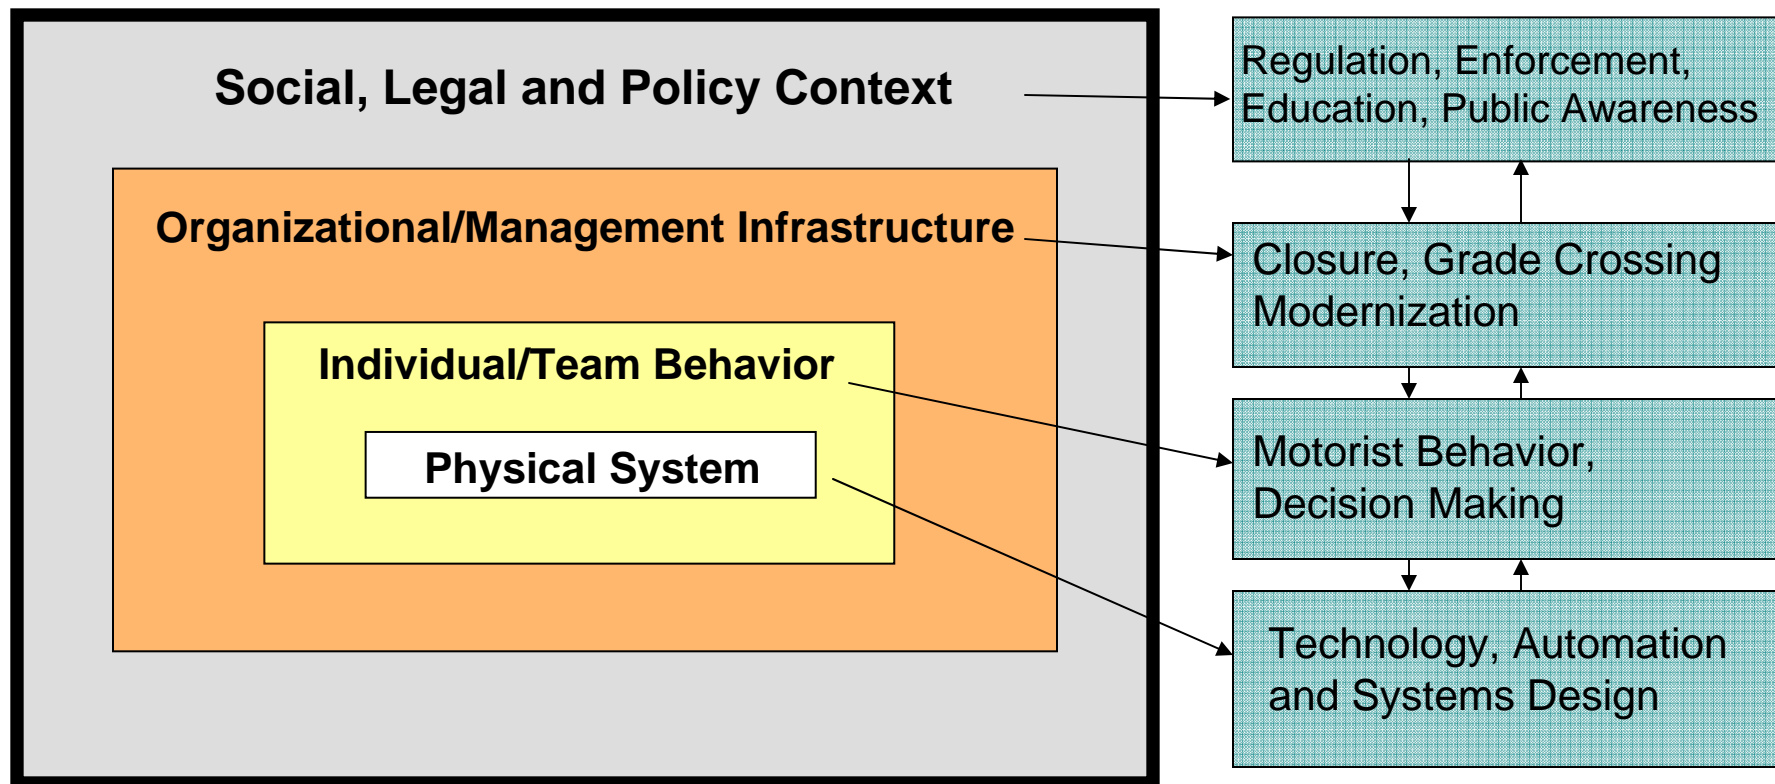 Social, Legal and Policy Context
Organizational/Management Infrastructure
Individual/Team Behavior
Physical System
Regulation, Enforcement,
Education, Public Awareness
Closure, Grade Crossing
Modernization
Motorist Behavior,
Decision Making
Technology, Automation
and Systems Design